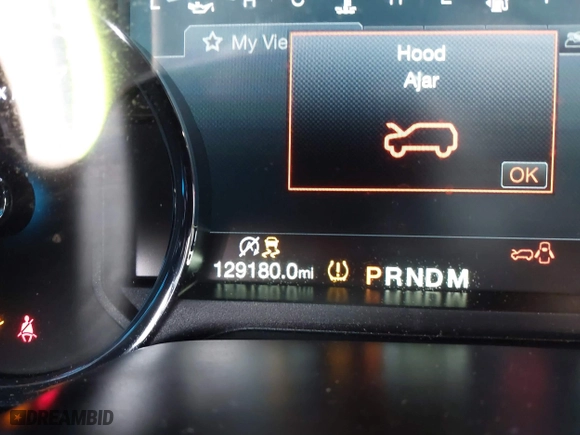 L H C H E F
My Vie
Hood
Ajar
OK
129180.0mi
PRNDM
DREAMBID